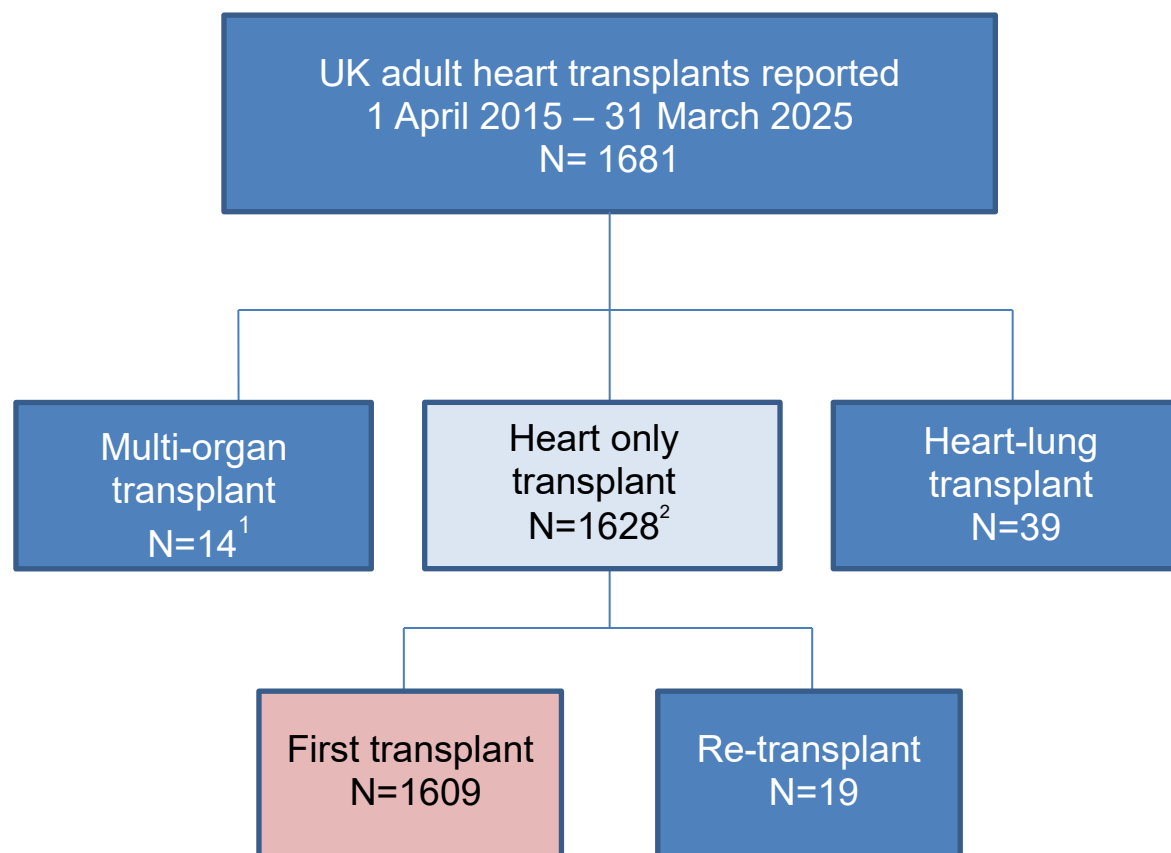 UK adult heart transplants reported
1 April 2015 – 31 March 2025
N= 1681
Multi-organ
transplant
N=14¹
Heart only
transplant
N=1628²
Heart-lung
transplant
N=39
First transplant
N=1609
Re-transplant
N=19